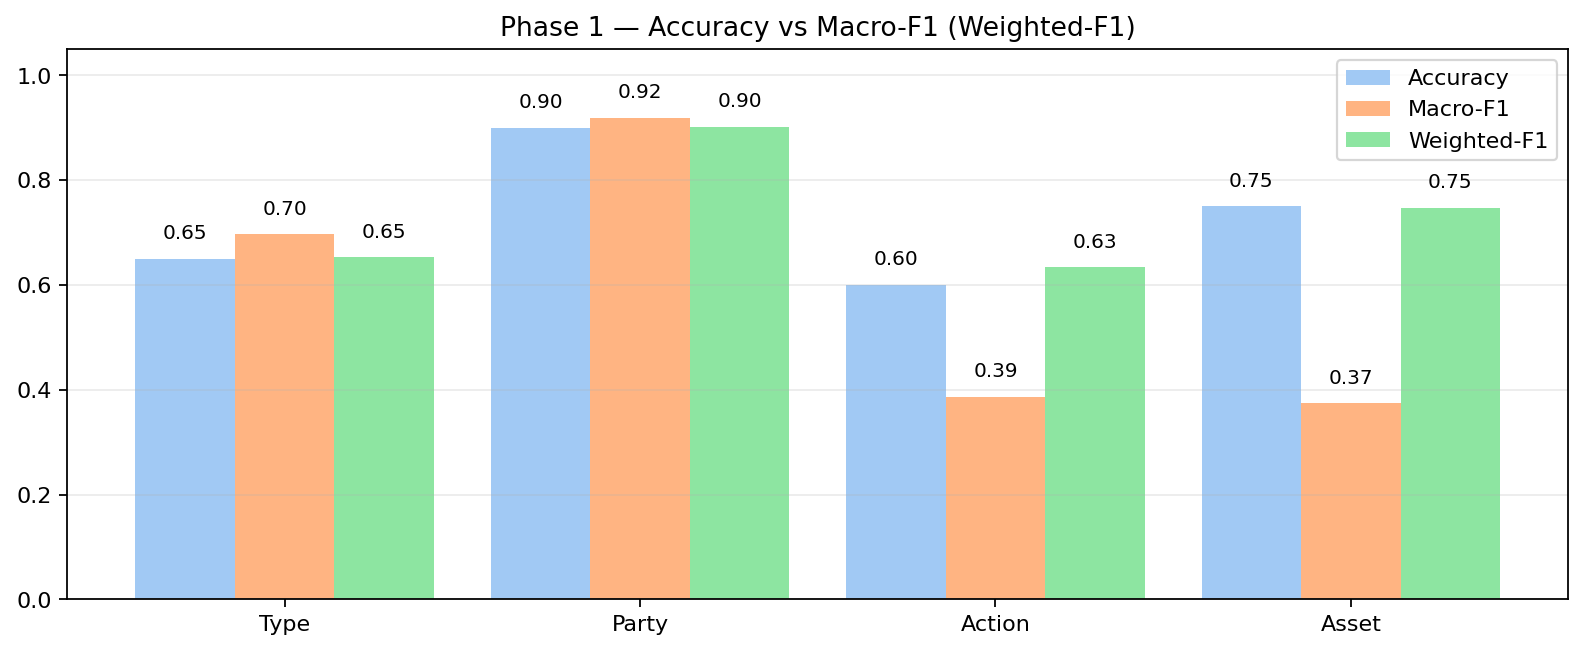 Phase 1 — Accuracy vs Macro-F1 (Weighted-F1)
1.0
0.8
0.6
0.4
0.2
0.0
Accuracy
Macro-F1
Weighted-F1
0.65
0.70
0.65
0.90
0.92
0.90
0.60
0.39
0.63
0.75
0.37
0.75
Type
Party
Action
Asset